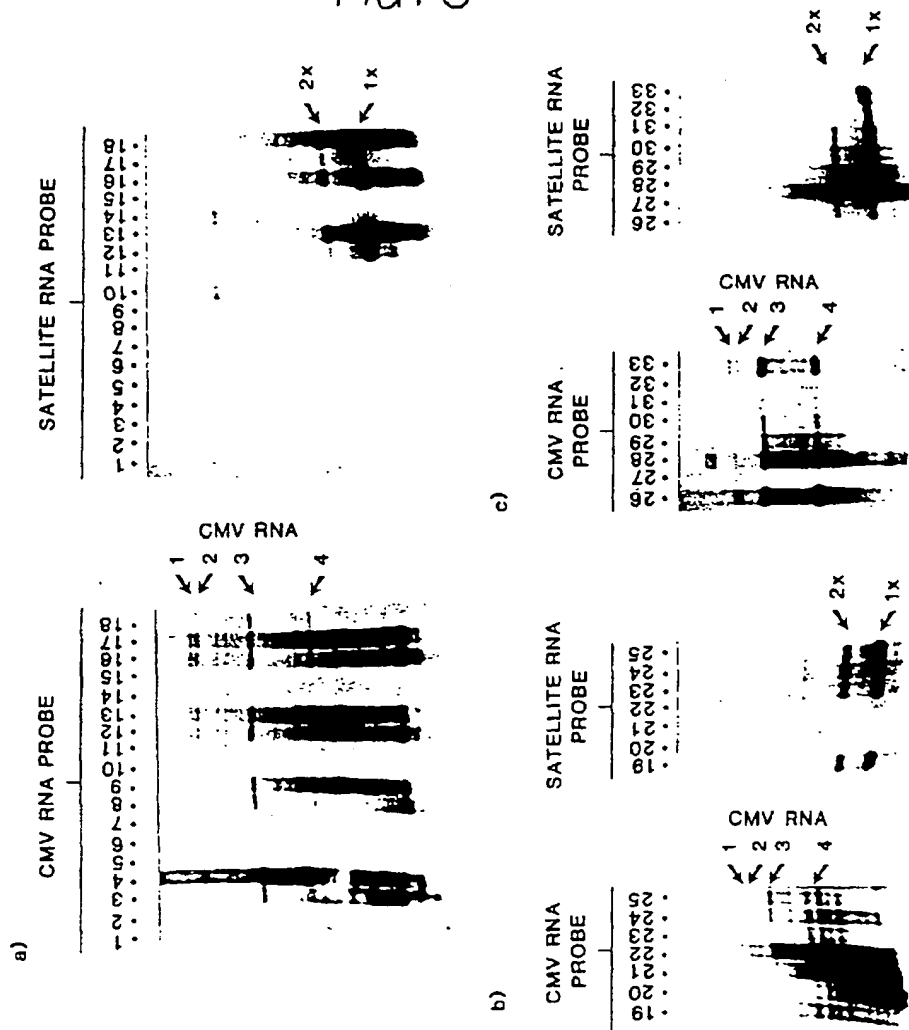 a)
CMV RNA PROBE
1 2 3 4 5 6 7 8 9 10 11 12 13 14 15 16 17 18
CMV RNA
1
2
3
4
SATELLITE RNA PROBE
1 2 3 4 5 6 7 8 9 10 11 12 13 14 15 16 17 18
2x
1x
b)
CMV RNA
PROBE
19 20 21 22 23 24 25
CMV RNA
1
2
3
4
SATELLITE RNA
PROBE
19 20 21 22 23 24 25
2x
1x
c)
CMV RNA
PROBE
26 27 28 29 30 31 32 33
CMV RNA
1
2
3
4
SATELLITE RNA
PROBE
26 27 28 29 30 31 32 33
2x
1x